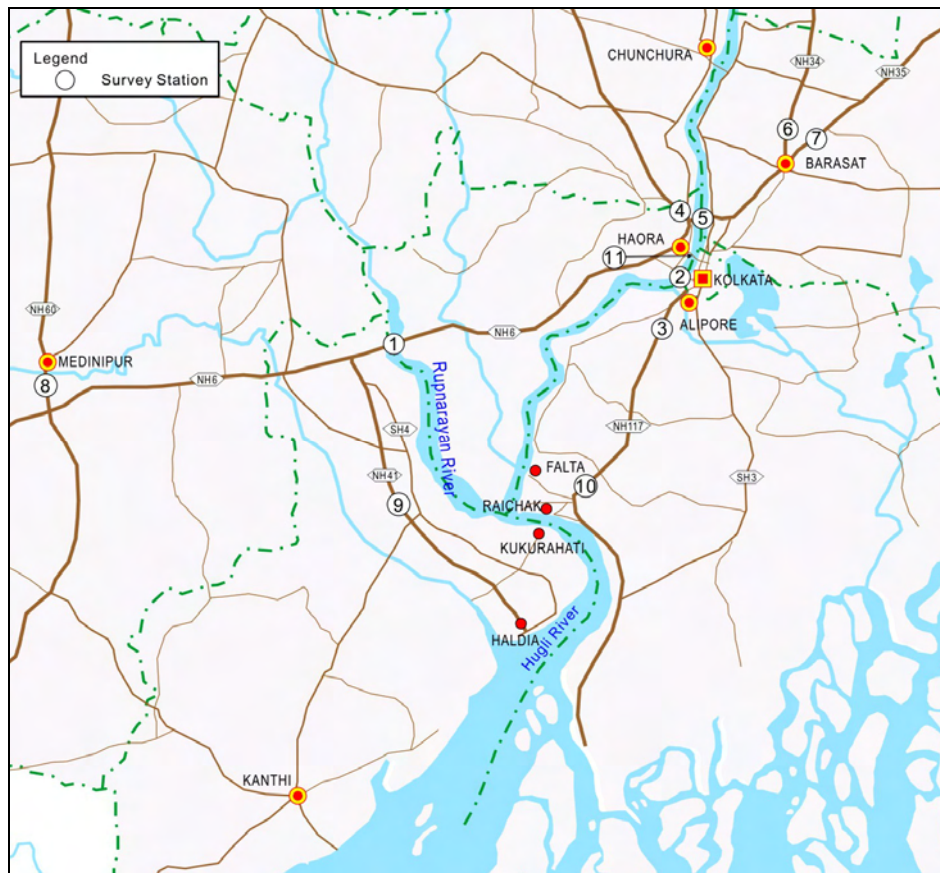 Legend
Survey Station
CHUNCHURA
NH34
NH35
6
7
BARASAT
4
5
HAORA
11
2
KOLKATA
ALIPORE
3
NH60
MEDINIPUR
8
1
NH6
NH6
Rupnarayan River
SH4
NH41
9
NH117
SH3
FALTA
10
RAICHAK
KUKURAHATI
HALDIA
Hugli River
KANTHI